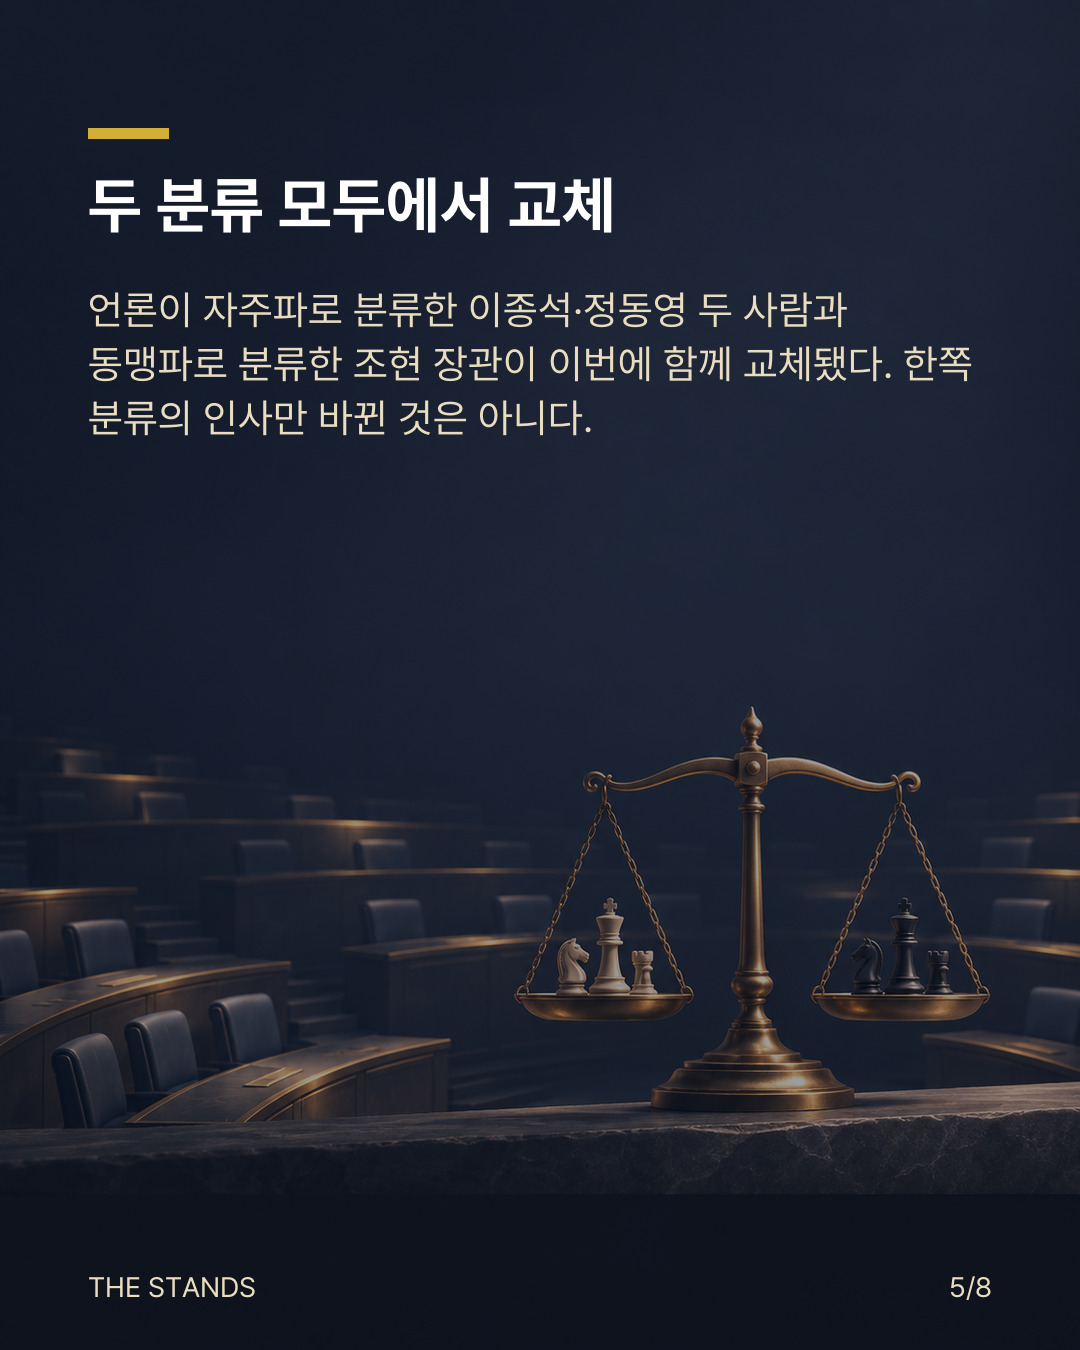 두 분류 모두에서 교체
언론이 자주파로 분류한 이종석·정동영 두 사람과
동맹파로 분류한 조현 장관이 이번에 함께 교체됐다. 한쪽
분류의 인사만 바뀐 것은 아니다.
THE STANDS
5/8